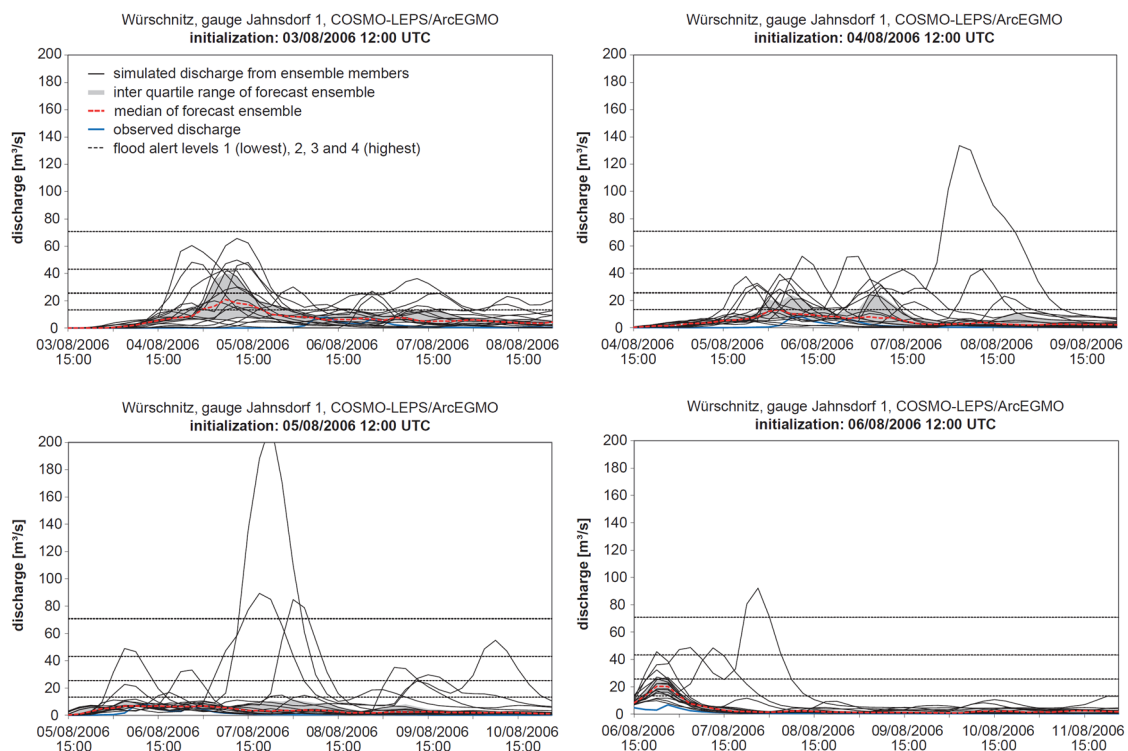 Würschnitz, gauge Jahnsdorf 1, COSMO-LEPS/ArcEGMO
initialization: 03/08/2006 12:00 UTC
200
180
160
140
120
100
80
60
40
20
0
discharge [m³/s]
simulated discharge from ensemble members
inter quartile range of forecast ensemble
median of forecast ensemble
observed discharge
flood alert levels 1 (lowest), 2, 3 and 4 (highest)
03/08/2006 04/08/2006 05/08/2006 06/08/2006 07/08/2006 08/08/2006
15:00 15:00 15:00 15:00 15:00 15:00
Würschnitz, gauge Jahnsdorf 1, COSMO-LEPS/ArcEGMO
initialization: 04/08/2006 12:00 UTC
200
180
160
140
120
100
80
60
40
20
0
discharge [m³/s]
04/08/2006 05/08/2006 06/08/2006 07/08/2006 08/08/2006 09/08/2006
15:00 15:00 15:00 15:00 15:00 15:00
Würschnitz, gauge Jahnsdorf 1, COSMO-LEPS/ArcEGMO
initialization: 05/08/2006 12:00 UTC
200
180
160
140
120
100
80
60
40
20
0
discharge [m³/s]
05/08/2006 06/08/2006 07/08/2006 08/08/2006 09/08/2006 10/08/2006
15:00 15:00 15:00 15:00 15:00 15:00
Würschnitz, gauge Jahnsdorf 1, COSMO-LEPS/ArcEGMO
initialization: 06/08/2006 12:00 UTC
200
180
160
140
120
100
80
60
40
20
0
discharge [m³/s]
06/08/2006 07/08/2006 08/08/2006 09/08/2006 10/08/2006 11/08/2006
15:00 15:00 15:00 15:00 15:00 15:00